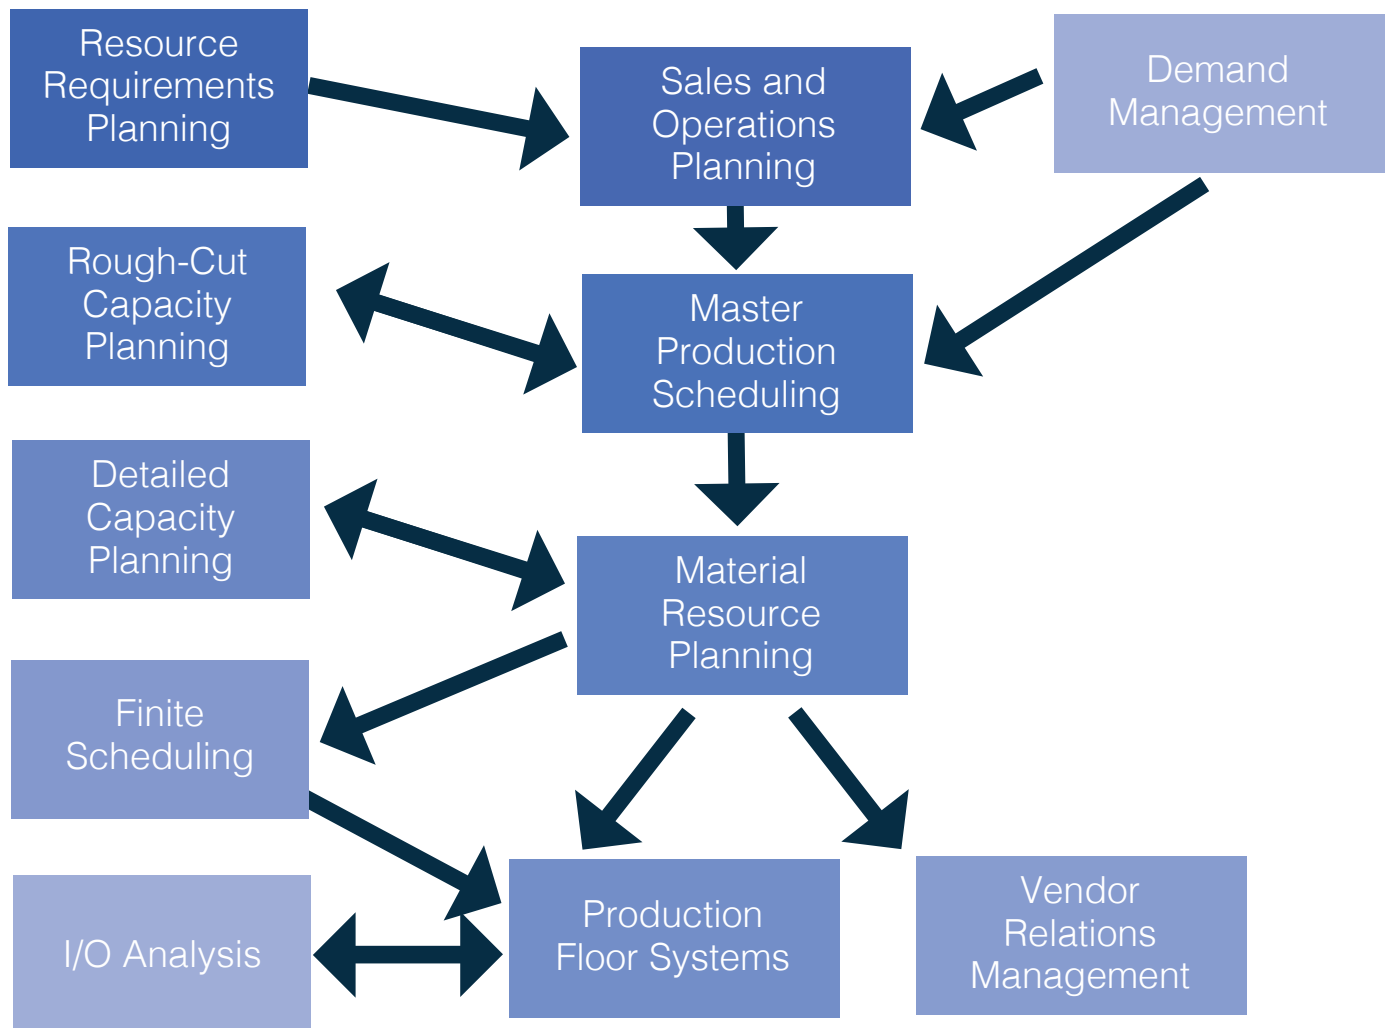 Resource
Requirements
Planning
Sales and
Operations
Planning
Demand
Management
Rough-Cut
Capacity
Planning
Master
Production
Scheduling
Detailed
Capacity
Planning
Material
Resource
Planning
Finite
Scheduling
I/O Analysis
Production
Floor Systems
Vendor
Relations
Management